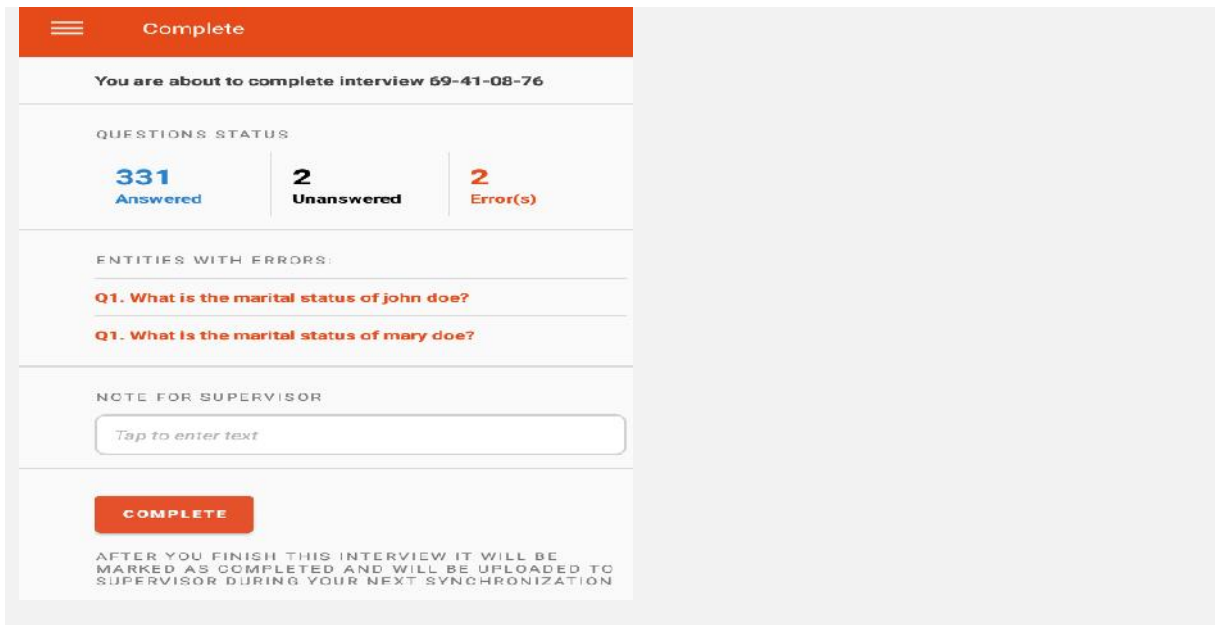 Complete
You are about to complete interview 69-41-08-76
QUESTIONS STATUS
331 2 2
Answered Unanswered Error(s)
ENTITIES WITH ERRORS:
Q1. What is the marital status of john doe?
Q1. What is the marital status of mary doe?
NOTE FOR SUPERVISOR
Tap to enter text
COMPLETE
AFTER YOU FINISH THIS INTERVIEW IT WILL BE
MARKED AS COMPLETED AND WILL BE UPLOADED TO
SUPERVISOR DURING YOUR NEXT SYNCHRONIZATION